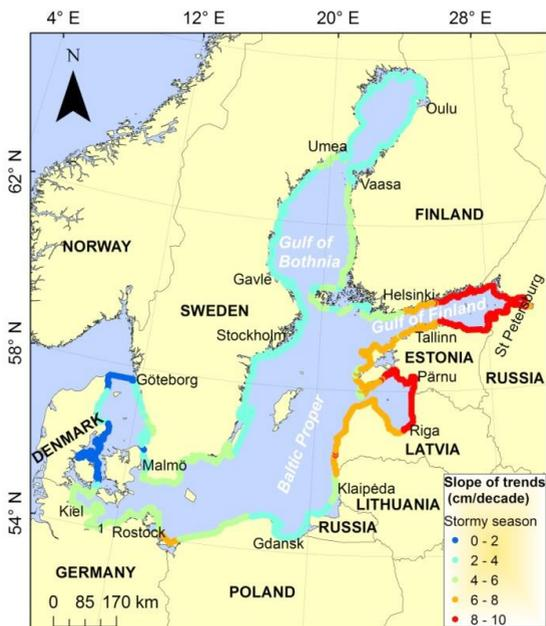 4° E 12° E 20° E 28° E
N
62° N
58° N
54° N
Oulu
Umea
Vaasa
FINLAND
NORWAY
Gulf of
Bothnia
Gavle
SWEDEN
Helsinki
Gulf of Finland
St Petersburg
Stockholm
Tallinn
ESTONIA
Göteborg
Pärnu
RUSSIA
DENMARK
Baltic Proper
Riga
LATVIA
Malmö
Klaipėda
LITHUANIA
Kiel
Rostock
RUSSIA
Gdansk
GERMANY
POLAND
0 85 170 km
Slope of trends
(cm/decade)
Stormy season
0 - 2
2 - 4
4 - 6
6 - 8
8 - 10